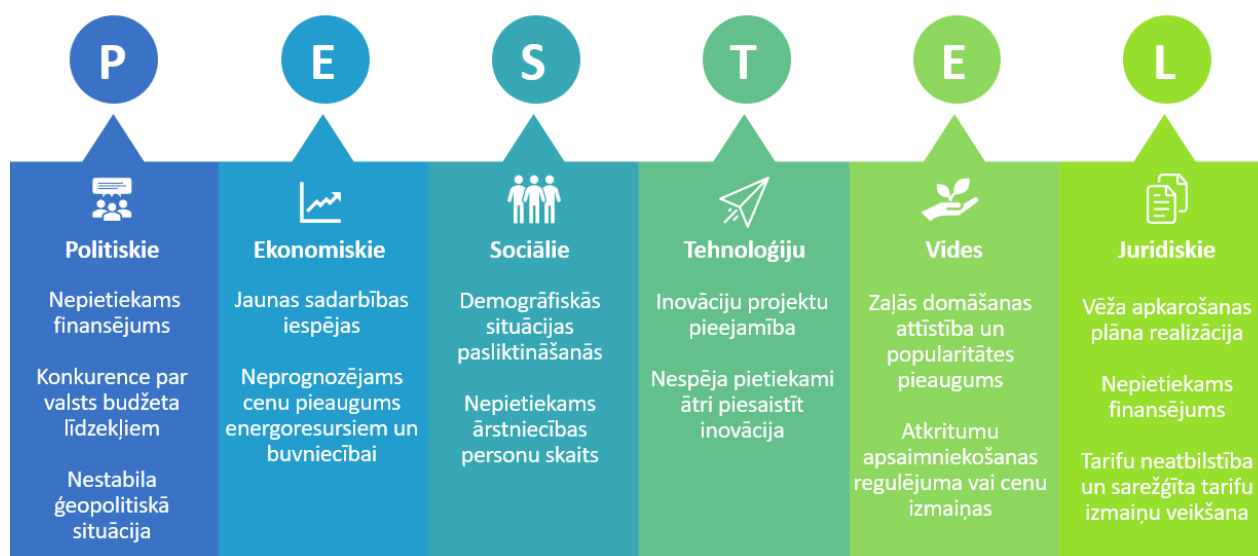 P
E
S
T
E
L
Politiskie
Nepietiekams
finansējums
Konkurence par
valsts budžeta
līdzekļiem
Nestabila
ģeopolitiskā
situācija
Ekonomiskie
Jaunas sadarbības
iespējas
Neprognozējams
cenu pieaugums
energoresursiem un
buvniecībai
Sociālie
Demogrāfiskās
situācijas
pasliktināšanās
Nepietiekams
ārstniecības
personu skaits
Tehnoloģiju
Inovāciju projektu
pieejamība
Nespēja pietiekami
ātri piesaistīt
inovācija
Vides
Zaļās domāšanas
attīstība un
popularitātes
pieaugums
Atkritumu
apsaimniekošanas
regulējuma vai cenu
izmaiņas
Juridiskie
Vēža apkarošanas
plāna realizācija
Nepietiekams
finansējums
Tarifu neatbilstība
un sarežģīta tarifu
izmaiņu veikšana